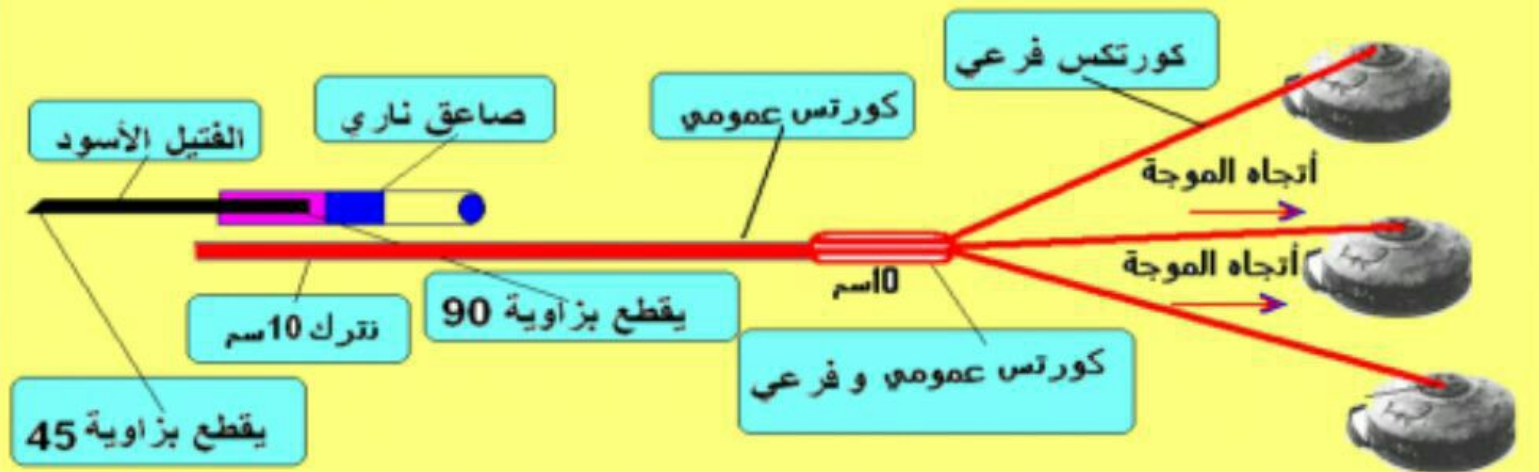 كورتكس فرعي
صاعق ناري
كورتس عمومي
الفتيل الأسود
أتجاه الموجة
أتجاه الموجة
10سم
يقطع بزاوية 90
نترك 10سم
كورتس عمومي و فرعي
يقطع بزاوية 45